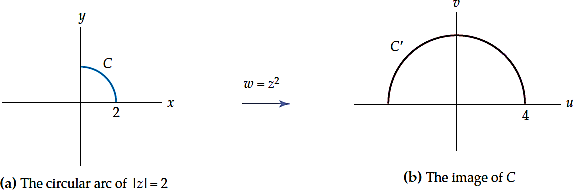 y
C
x
2
(a) The circular arc of |z| = 2
w = z²
v
C′
u
4
(b) The image of C